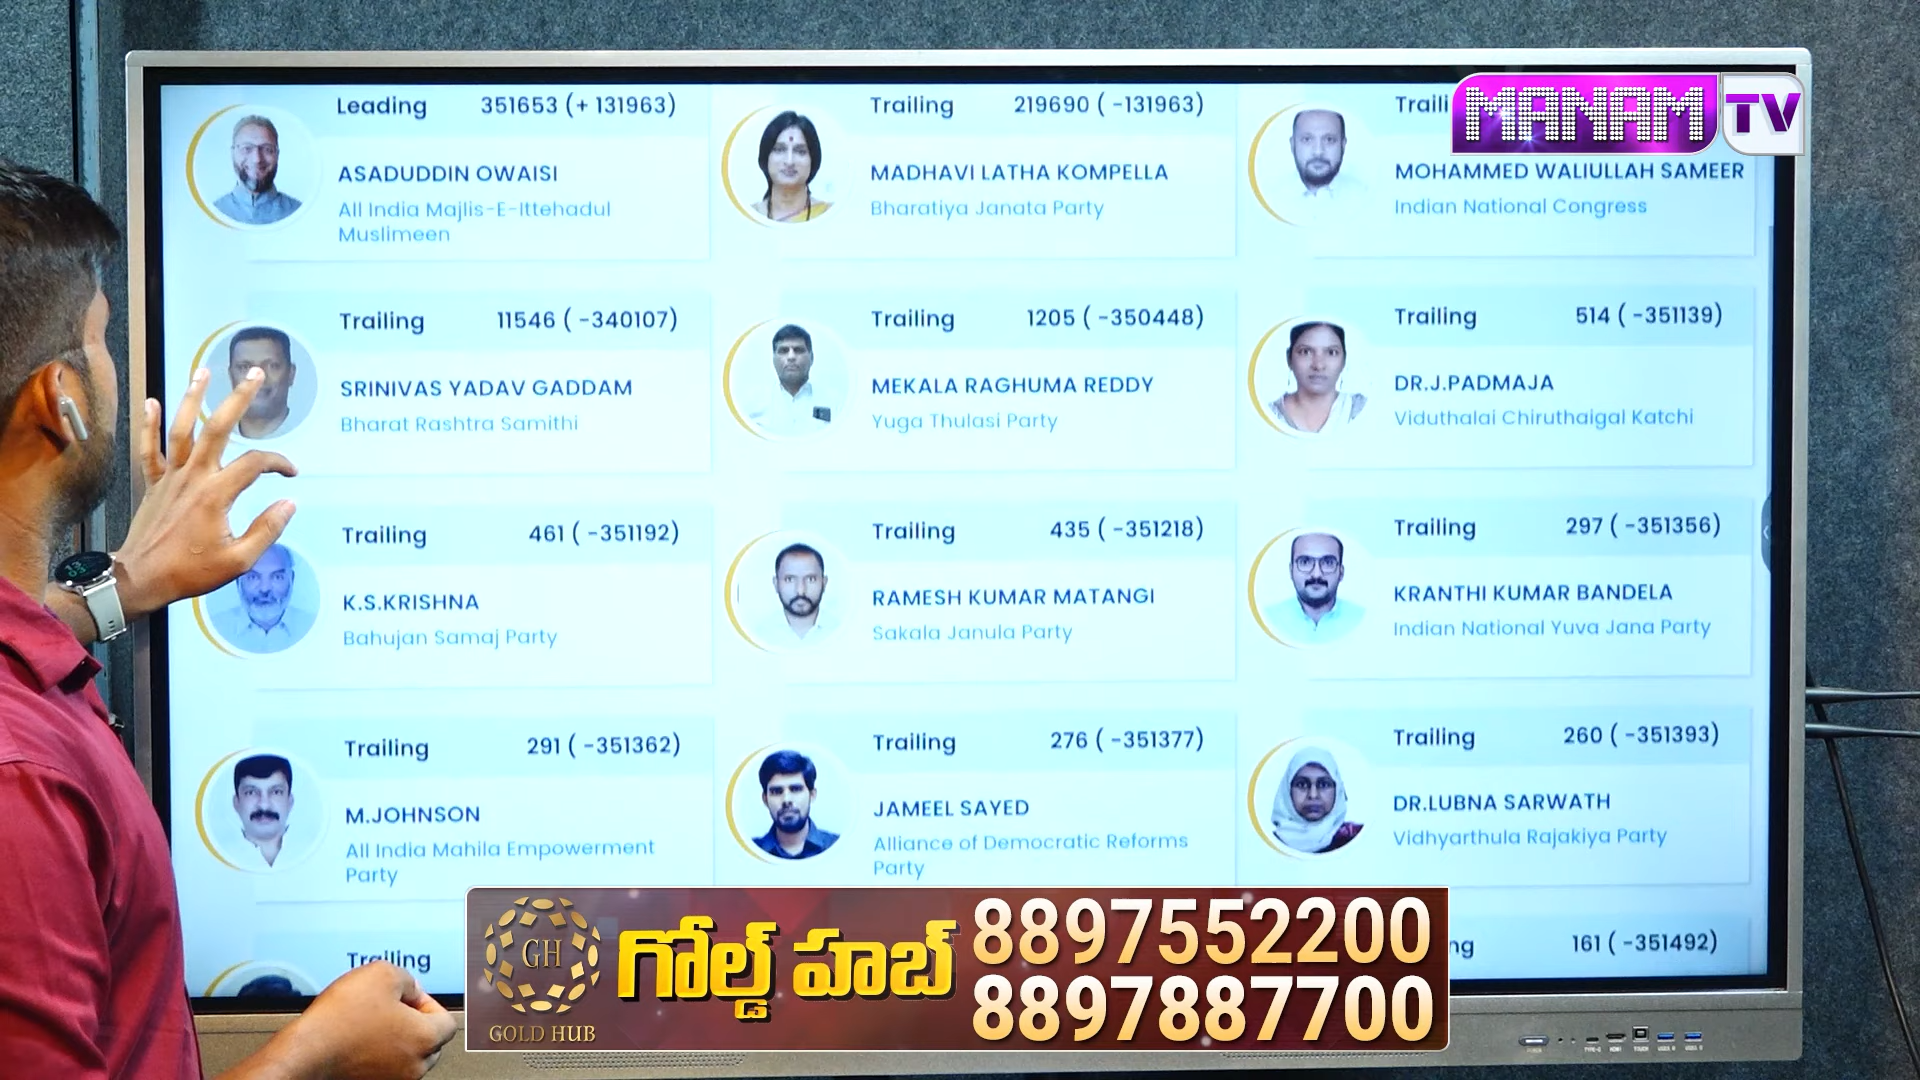 MANAM TV
Leading 351653 (+ 131963)
ASADUDDIN OWAISI
All India Majlis-E-Ittehadul
Muslimeen
Trailing 219690 ( -131963)
MADHAVI LATHA KOMPELLA
Bharatiya Janata Party
Traili
MOHAMMED WALIULLAH SAMEER
Indian National Congress
Trailing 11546 ( -340107)
SRINIVAS YADAV GADDAM
Bharat Rashtra Samithi
Trailing 1205 ( -350448)
MEKALA RAGHUMA REDDY
Yuga Thulasi Party
Trailing 514 ( -351139)
DR.J.PADMAJA
Viduthalai Chiruthaigal Katchi
Trailing 461 ( -351192)
K.S.KRISHNA
Bahujan Samaj Party
Trailing 435 ( -351218)
RAMESH KUMAR MATANGI
Sakala Janula Party
Trailing 297 ( -351356)
KRANTHI KUMAR BANDELA
Indian National Yuva Jana Party
Trailing 291 ( -351362)
M.JOHNSON
All India Mahila Empowerment
Party
Trailing 276 ( -351377)
JAMEEL SAYED
Alliance of Democratic Reforms
Party
Trailing 260 ( -351393)
DR.LUBNA SARWATH
Vidhyarthula Rajakiya Party
Trailing
ng 161 ( -351492)
GH
GOLD HUB
గోల్డ్ హబ్
8897552200
8897887700